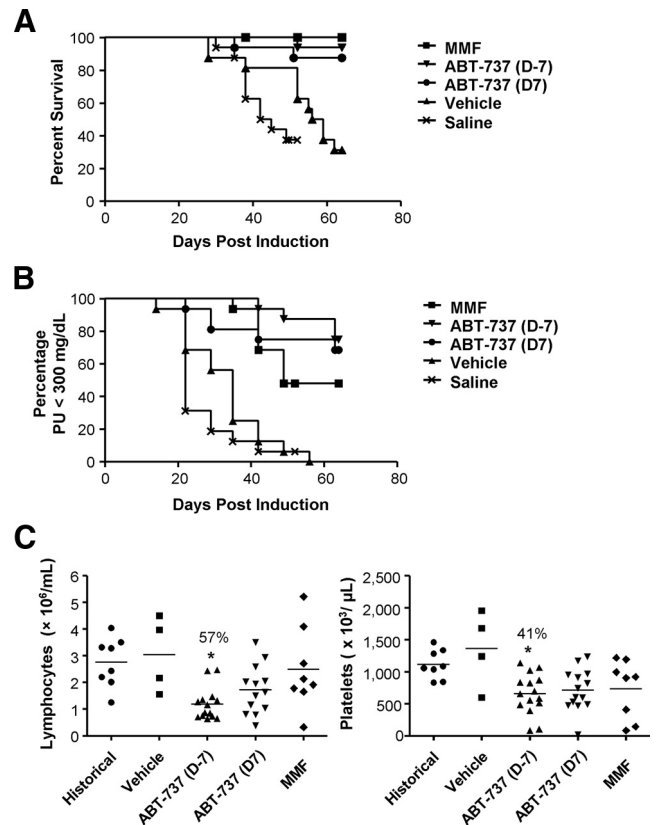 A
100
80
60
40
20
0
Percent Survival
0 20 40 60 80
Days Post Induction
MMF
ABT-737 (D-7)
ABT-737 (D7)
Vehicle
Saline
B
100
80
60
40
20
0
Percentage
PU < 300 mg/dL
0 20 40 60 80
Days Post Induction
MMF
ABT-737 (D-7)
ABT-737 (D7)
Vehicle
Saline
C
6
5
4
3
2
1
0
Lymphocytes (× 10⁶/mL)
57%
*
Historical
Vehicle
ABT-737 (D-7)
ABT-737 (D7)
MMF
2,500
2,000
1,500
1,000
500
0
Platelets ( x 10³/ µL)
41%
*
Historical
Vehicle
ABT-737 (D-7)
ABT-737 (D7)
MMF